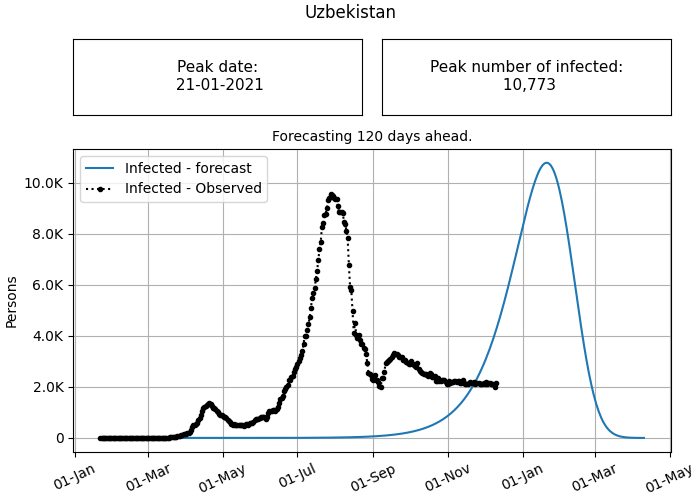 Uzbekistan
Peak date:
21-01-2021
Peak number of infected:
10,773
Forecasting 120 days ahead.
Infected - forecast
Infected - Observed
Persons
10.0K
8.0K
6.0K
4.0K
2.0K
0
01-Jan
01-Mar
01-May
01-Jul
01-Sep
01-Nov
01-Jan
01-Mar
01-May